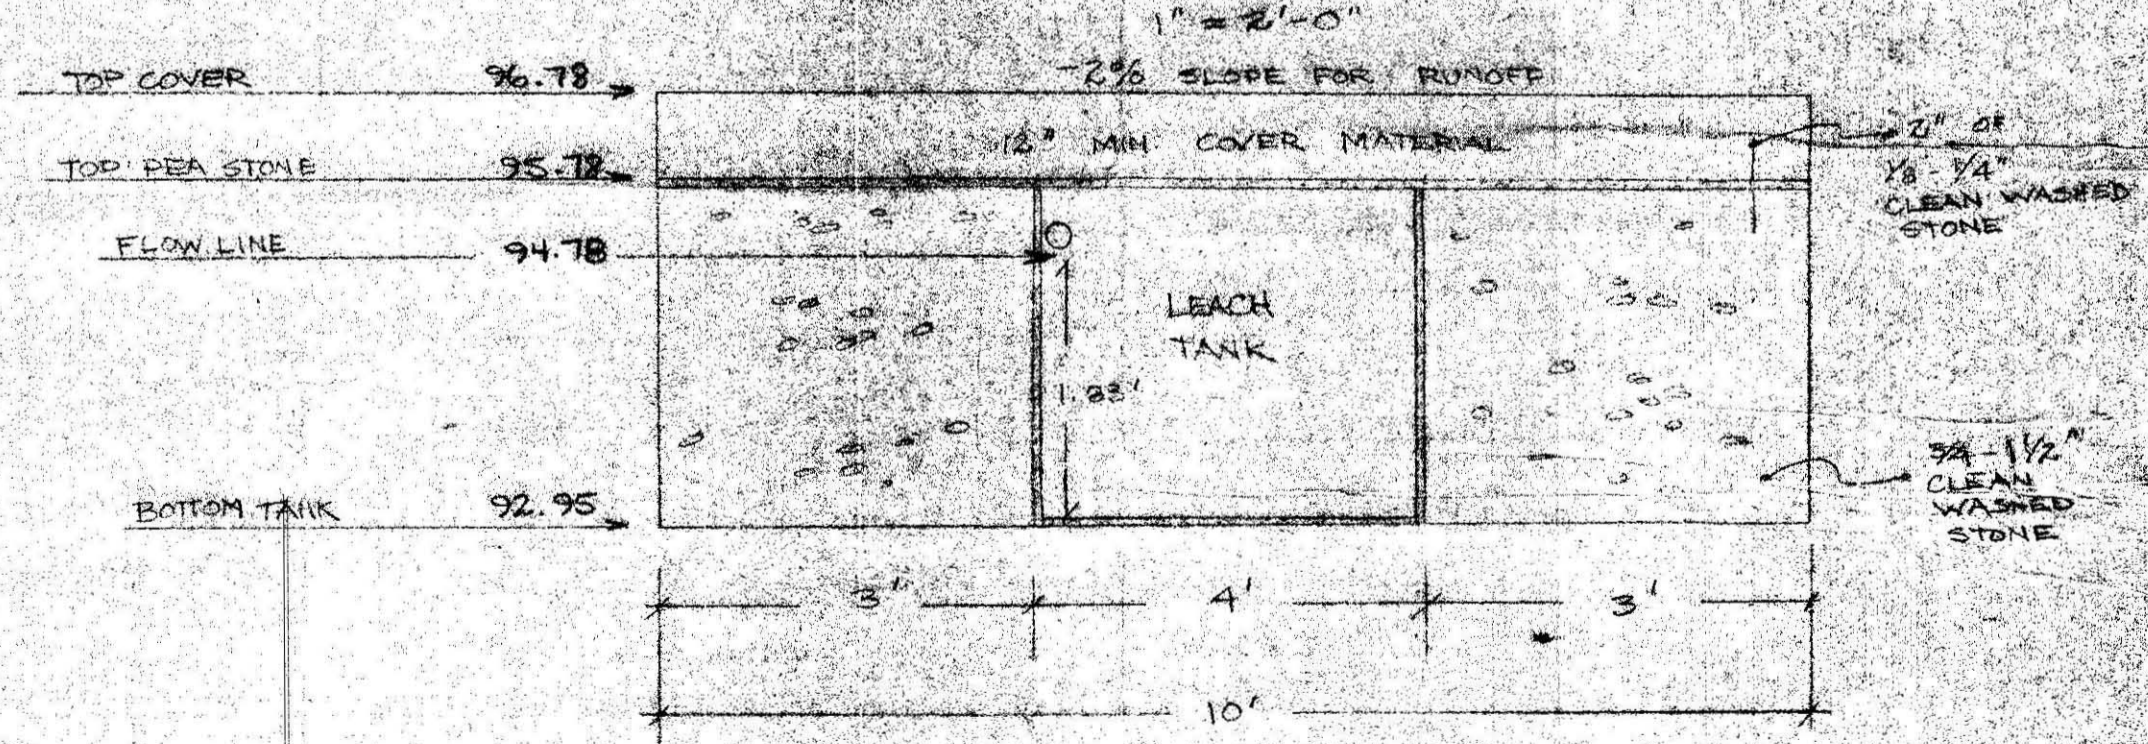 1" = 2'-0"
2% SLOPE FOR RUNOFF
TOP COVER 96.78
12" MIN. COVER MATERIAL
2" OF
1/8 - 1/4"
CLEAN WASHED
STONE
TOP PEA STONE 95.78
FLOW LINE 94.78
LEACH
TANK
1.83'
3/4 - 1 1/2"
CLEAN
WASHED
STONE
BOTTOM TANK 92.95
3' 4' 3'
10'